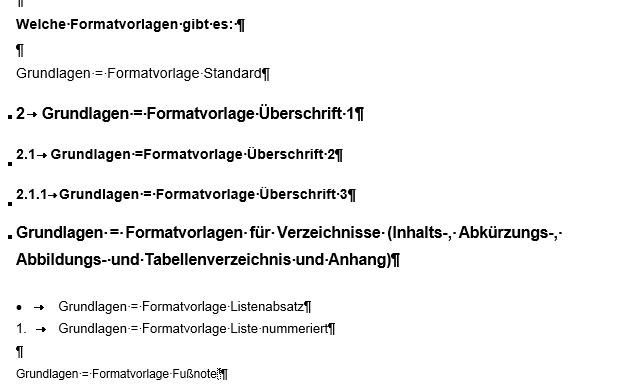 Welche Formatvorlagen gibt es: ¶
¶
Grundlagen = Formatvorlage Standard¶
2→ Grundlagen = Formatvorlage Überschrift 1¶
2.1→ Grundlagen =Formatvorlage Überschrift 2¶
2.1.1→Grundlagen = Formatvorlage Überschrift 3¶
Grundlagen = Formatvorlagen für Verzeichnisse (Inhalts-, Abkürzungs-,
Abbildungs- und Tabellenverzeichnis und Anhang)¶
• → Grundlagen = Formatvorlage Listenabsatz¶
1. → Grundlagen = Formatvorlage Liste nummeriert¶
¶
Grundlagen = Formatvorlage Fußnote¶